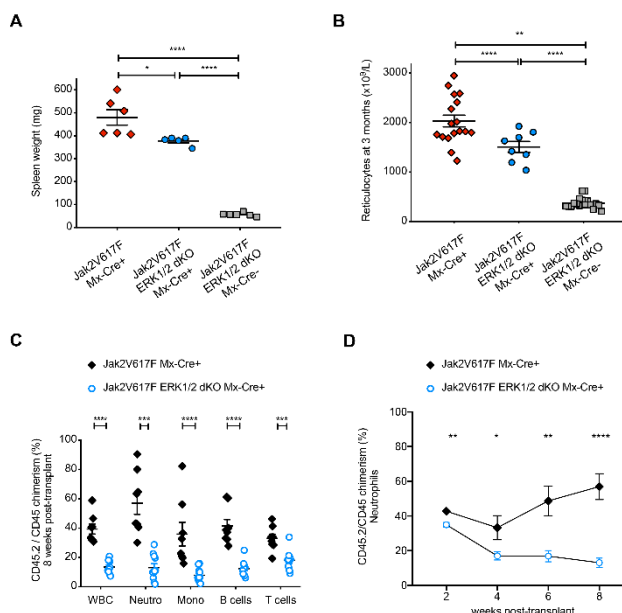 A
****
*
****
Spleen weight (mg)
600
500
400
300
200
100
0
Jak2V617F
Mx-Cre+
Jak2V617F
ERK1/2 dKO
Mx-Cre+
Jak2V617F
ERK1/2 dKO
Mx-Cre-
B
**
****
****
Reticulocytes at 3 months (x10⁹/L)
3000
2000
1000
0
Jak2V617F
Mx-Cre+
Jak2V617F
ERK1/2 dKO
Mx-Cre+
Jak2V617F
ERK1/2 dKO
Mx-Cre-
C
Jak2V617F Mx-Cre+
Jak2V617F ERK1/2 dKO Mx-Cre+
****
***
****
****
***
CD45.2 / CD45 chimerism (%)
8 weeks post-transplant
100
80
60
40
20
0
WBC
Neutro
Mono
B cells
T cells
D
Jak2V617F Mx-Cre+
Jak2V617F ERK1/2 dKO Mx-Cre+
**
*
**
****
CD45.2/CD45 chimerism (%)
Neutrophils
100
80
60
40
20
0
2
4
6
8
weeks post-transplant